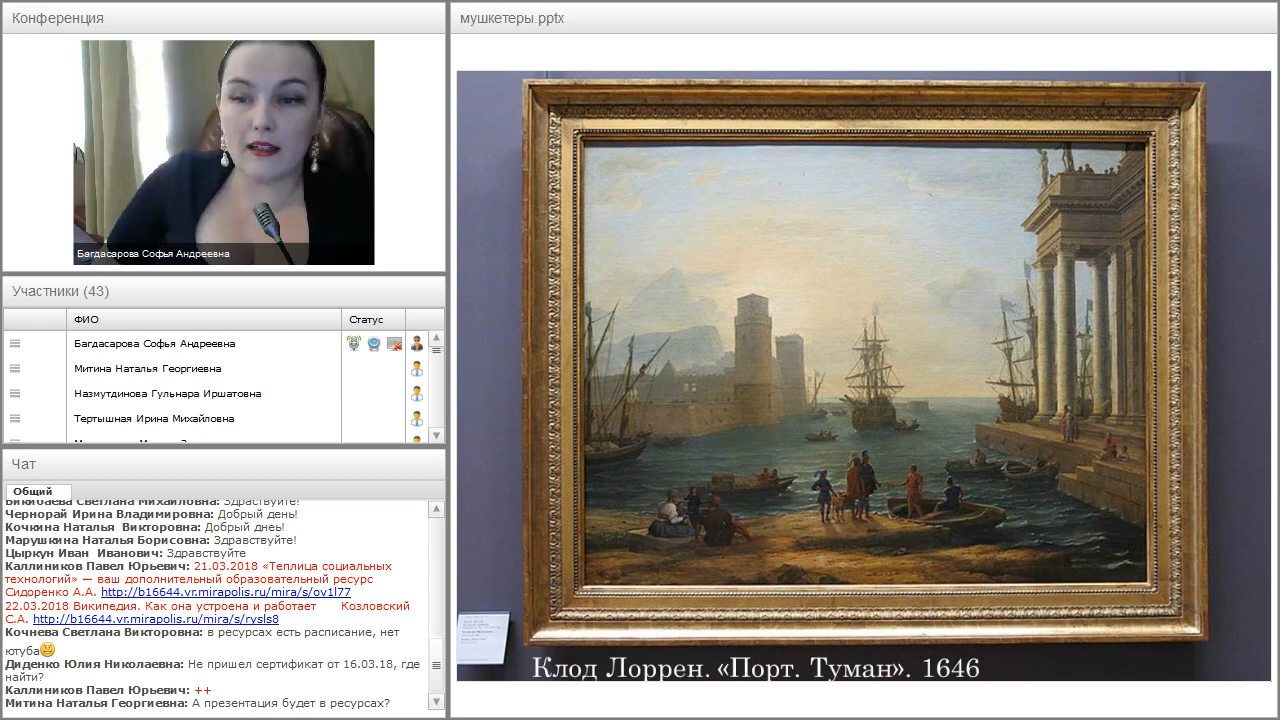 Конференция
Багдасарова Софья Андреевна
Участники (43)
ФИО
Статус
Багдасарова Софья Андреевна
Митина Наталья Георгиевна
Назмутдинова Гульнара Иршатовна
Тертышная Ирина Михайловна
Чат
Общий
Светлана Михайловна: Здравствуйте!
Чернорай Ирина Владимировна: Добрый день!
Кочкина Наталья  Викторовна: Добрый днеь!
Марушкина Наталья Борисовна: Здравствуйте!
Цыркун Иван  Иванович: Здравствуйте
Каллиников Павел Юрьевич: 21.03.2018 «Теплица социальных
технологий» — ваш дополнительный образовательный ресурс
Сидоренко А.А. http://b16644.vr.mirapolis.ru/mira/s/ov1l77
22.03.2018 Википедия. Как она устроена и работает      Козловский
С.А. http://b16644.vr.mirapolis.ru/mira/s/rysls8
Кочнева Светлана Викторовна: в ресурсах есть расписание, нет
ютуба
Диденко Юлия Николаевна: Не пришел сертификат от 16.03.18, где
найти?
Каллиников Павел Юрьевич: ++
Митина Наталья Георгиевна: А презентация будет в ресурсах?
мушкетеры.pptx
Клод Лоррен. «Порт. Туман». 1646